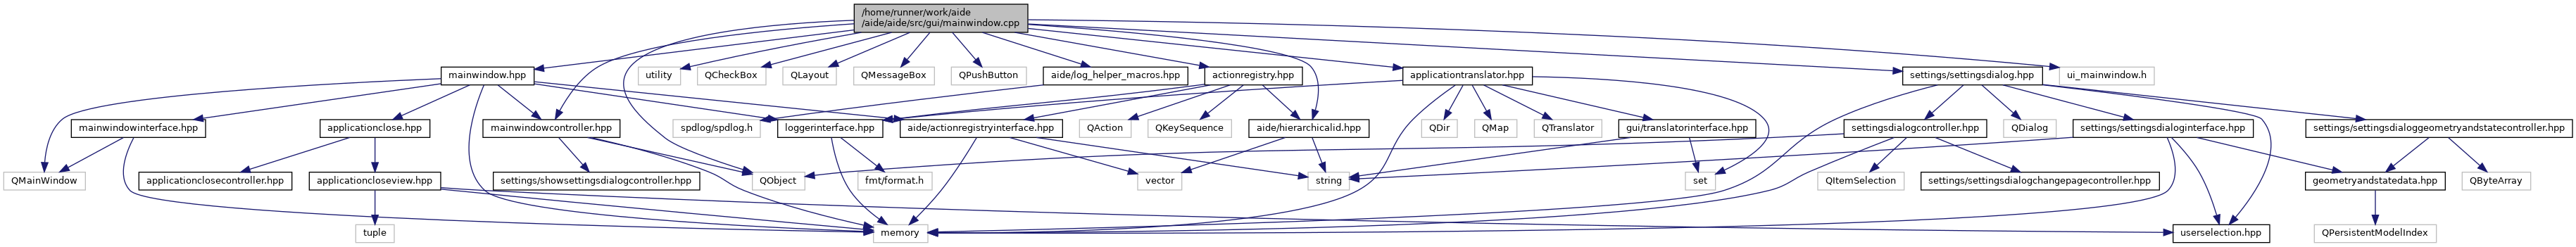 /home/runner/work/aide
/aide/aide/src/gui/mainwindow.cpp
mainwindow.hpp
utility
QCheckBox
QLayout
QMessageBox
QPushButton
aide/log_helper_macros.hpp
actionregistry.hpp
applicationtranslator.hpp
settings/settingsdialog.hpp
ui_mainwindow.h
mainwindowinterface.hpp
applicationclose.hpp
mainwindowcontroller.hpp
spdlog/spdlog.h
loggerinterface.hpp
aide/actionregistryinterface.hpp
QAction
QKeySequence
aide/hierarchicalid.hpp
QDir
QMap
QTranslator
gui/translatorinterface.hpp
settingsdialogcontroller.hpp
QDialog
settings/settingsdialoginterface.hpp
settings/settingsdialoggeometryandstatecontroller.hpp
QMainWindow
applicationclosecontroller.hpp
applicationcloseview.hpp
settings/showsettingsdialogcontroller.hpp
QObject
fmt/format.h
vector
string
set
QItemSelection
settings/settingsdialogchangepagecontroller.hpp
geometryandstatedata.hpp
QByteArray
tuple
memory
userselection.hpp
QPersistentModelIndex